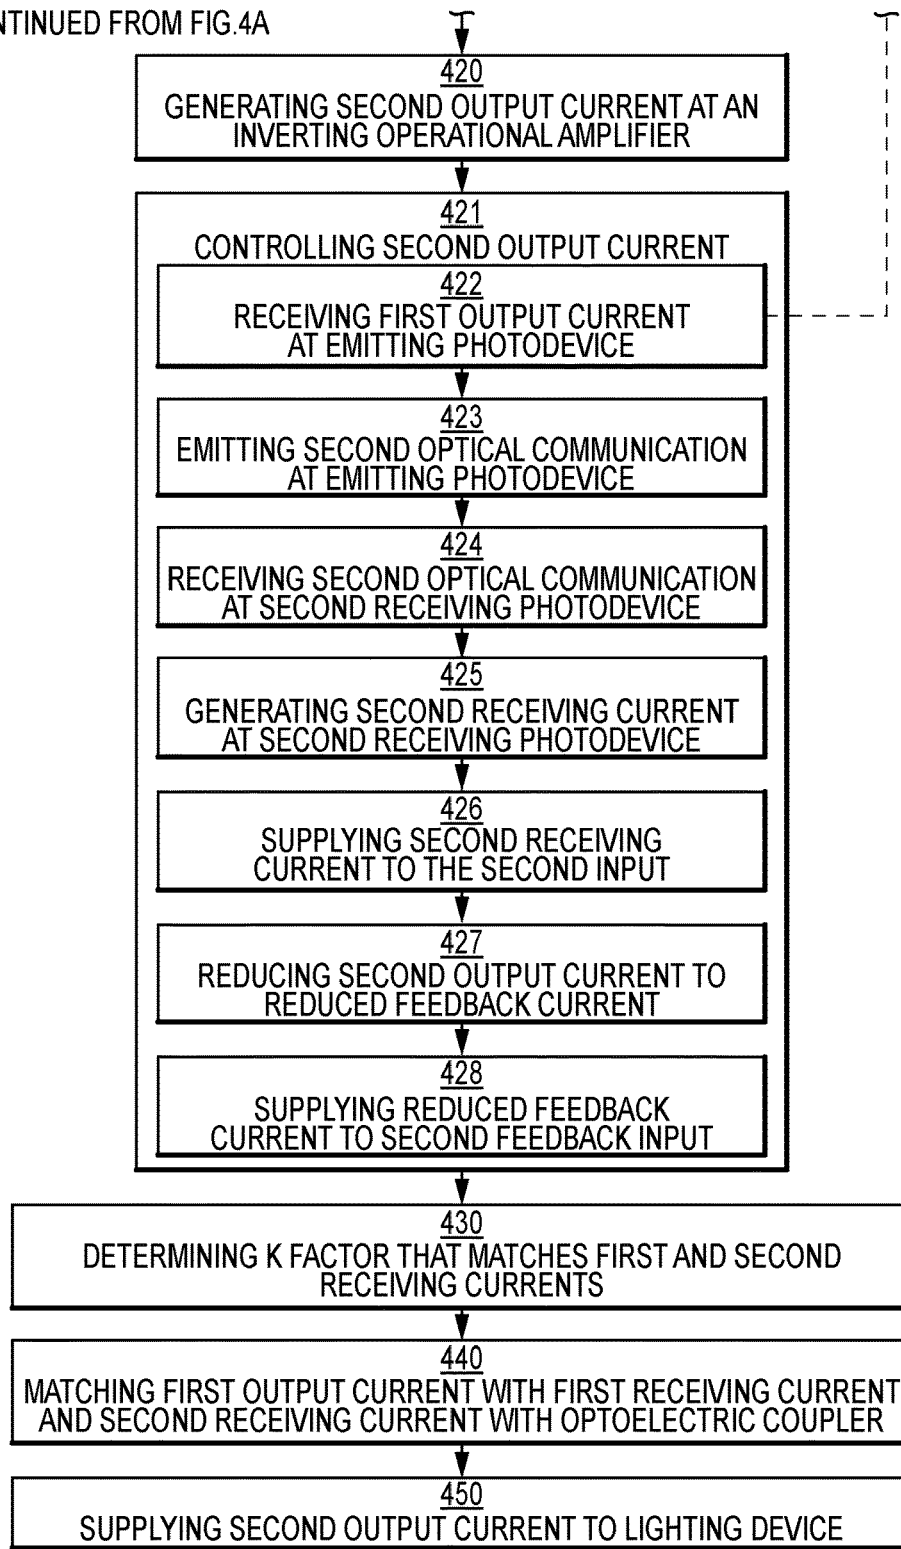 NTINUED FROM FIG.4A
420
GENERATING SECOND OUTPUT CURRENT AT AN
INVERTING OPERATIONAL AMPLIFIER
421
CONTROLLING SECOND OUTPUT CURRENT
422
RECEIVING FIRST OUTPUT CURRENT
AT EMITTING PHOTODEVICE
423
EMITTING SECOND OPTICAL COMMUNICATION
AT EMITTING PHOTODEVICE
424
RECEIVING SECOND OPTICAL COMMUNICATION
AT SECOND RECEIVING PHOTODEVICE
425
GENERATING SECOND RECEIVING CURRENT
AT SECOND RECEIVING PHOTODEVICE
426
SUPPLYING SECOND RECEIVING
CURRENT TO THE SECOND INPUT
427
REDUCING SECOND OUTPUT CURRENT TO
REDUCED FEEDBACK CURRENT
428
SUPPLYING REDUCED FEEDBACK
CURRENT TO SECOND FEEDBACK INPUT
430
DETERMINING K FACTOR THAT MATCHES FIRST AND SECOND
RECEIVING CURRENTS
440
MATCHING FIRST OUTPUT CURRENT WITH FIRST RECEIVING CURRENT
AND SECOND RECEIVING CURRENT WITH OPTOELECTRIC COUPLER
450
SUPPLYING SECOND OUTPUT CURRENT TO LIGHTING DEVICE